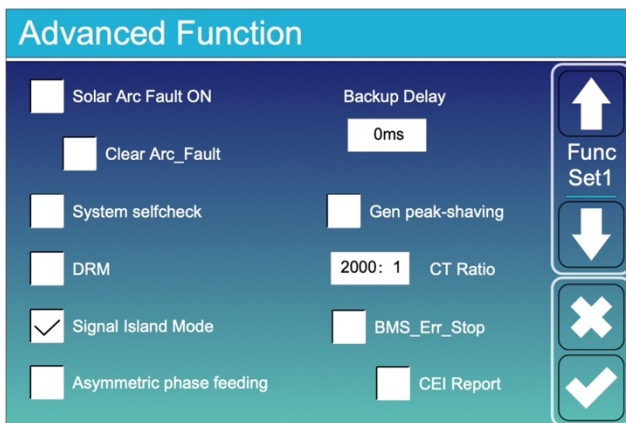 Advanced Function
Solar Arc Fault ON
Backup Delay
0ms
Clear Arc_Fault
Func
Set1
System selfcheck
Gen peak-shaving
DRM
2000: 1
CT Ratio
Signal Island Mode
BMS_Err_Stop
Asymmetric phase feeding
CEI Report